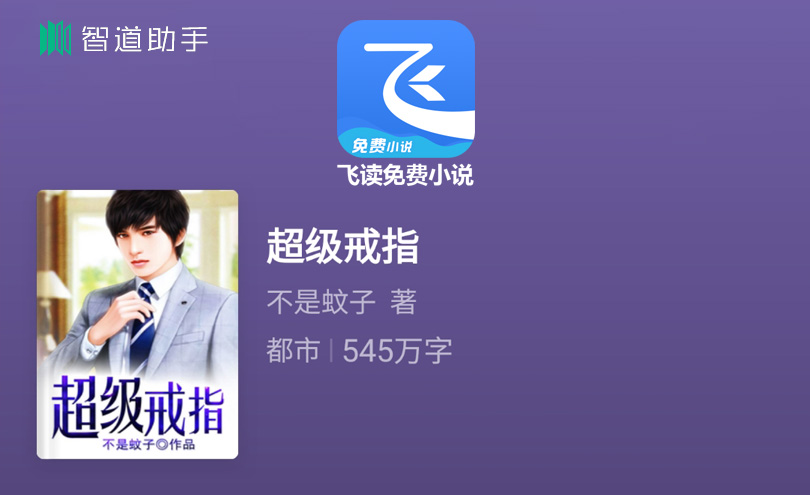 智道助手
免费小说
飞读免费小说
超级戒指
不是蚊子 著
都市 | 545万字
超级戒指
不是蚊子◎作品